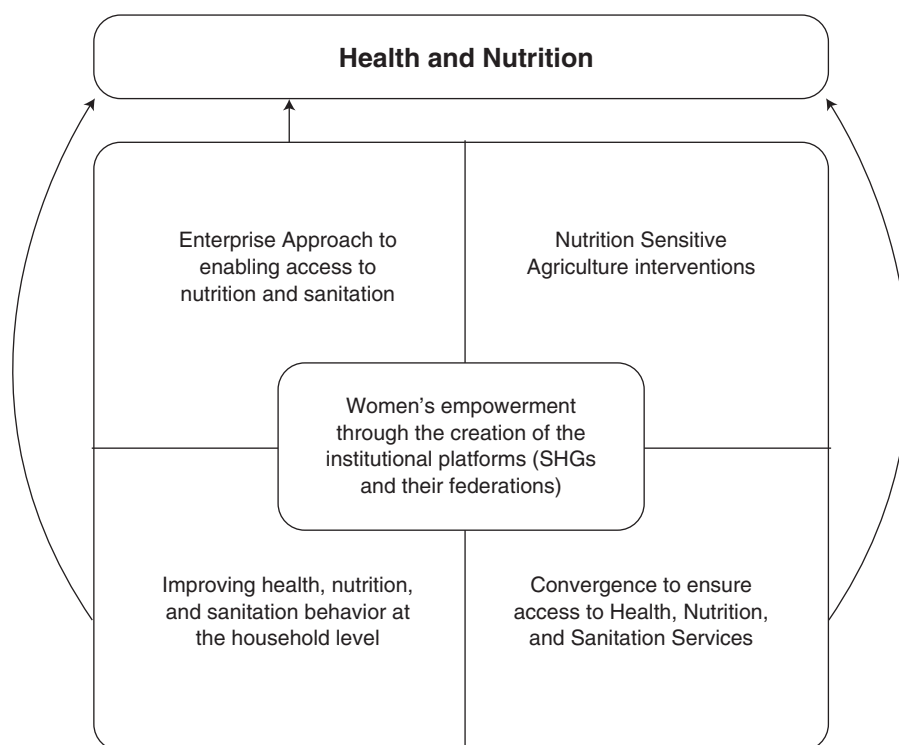 Health and Nutrition
Enterprise Approach to
enabling access to
nutrition and sanitation
Nutrition Sensitive
Agriculture interventions
Women’s empowerment
through the creation of the
institutional platforms (SHGs
and their federations)
Improving health, nutrition,
and sanitation behavior at
the household level
Convergence to ensure
access to Health, Nutrition,
and Sanitation Services